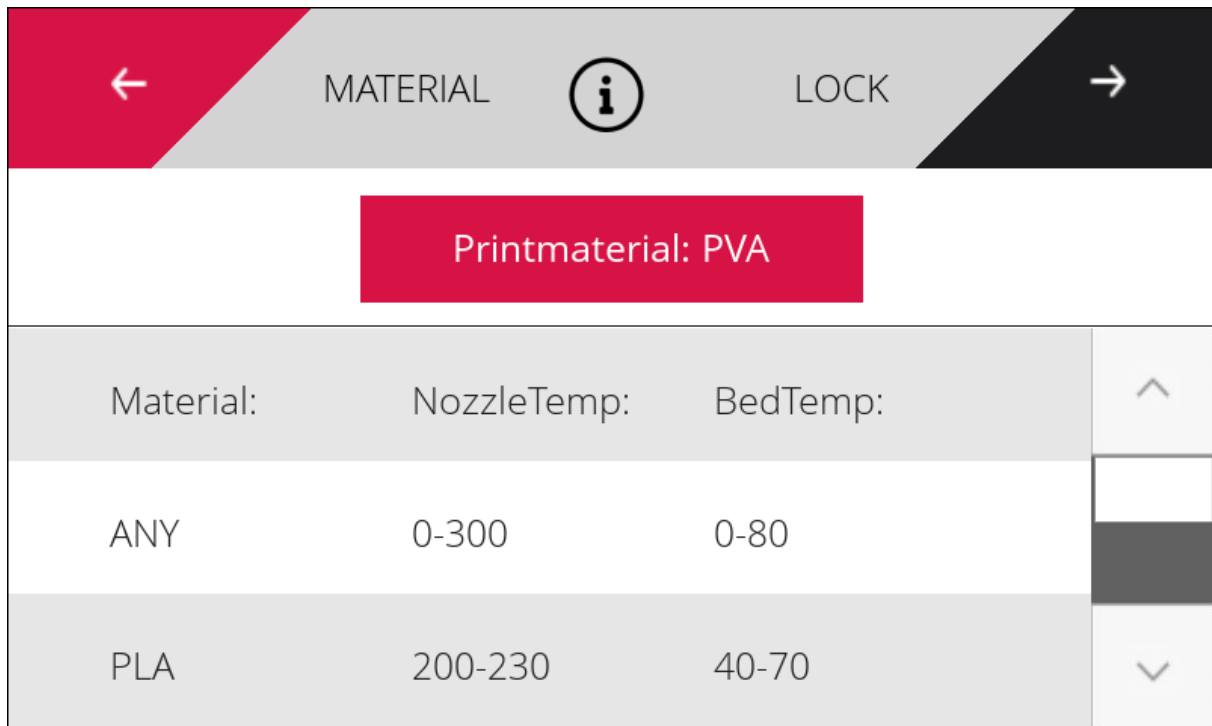 MATERIAL LOCK
Printmaterial: PVA
Material: NozzleTemp: BedTemp:
ANY 0-300 0-80
PLA 200-230 40-70